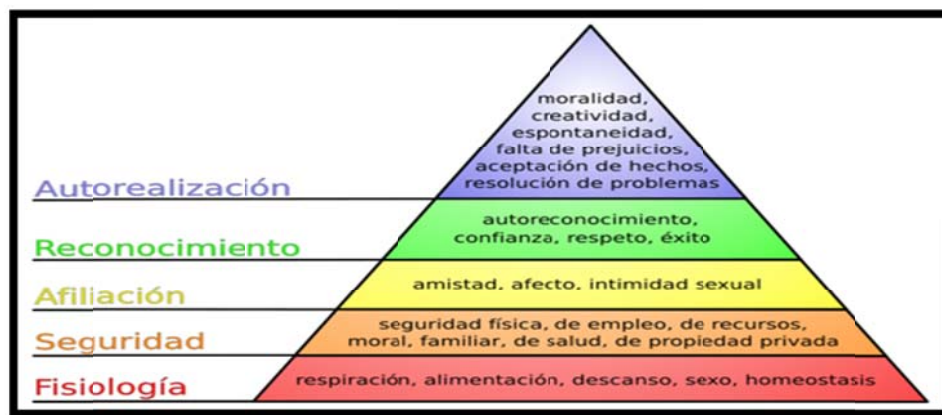 moralidad,
creatividad,
espontaneidad,
falta de prejuicios,
aceptación de hechos,
resolución de problemas
Autorealización
autoreconocimiento,
confianza, respeto, éxito
Reconocimiento
amistad, afecto, intimidad sexual
Afiliación
seguridad física, de empleo, de recursos,
moral, familiar, de salud, de propiedad privada
Seguridad
respiración, alimentación, descanso, sexo, homeostasis
Fisiología